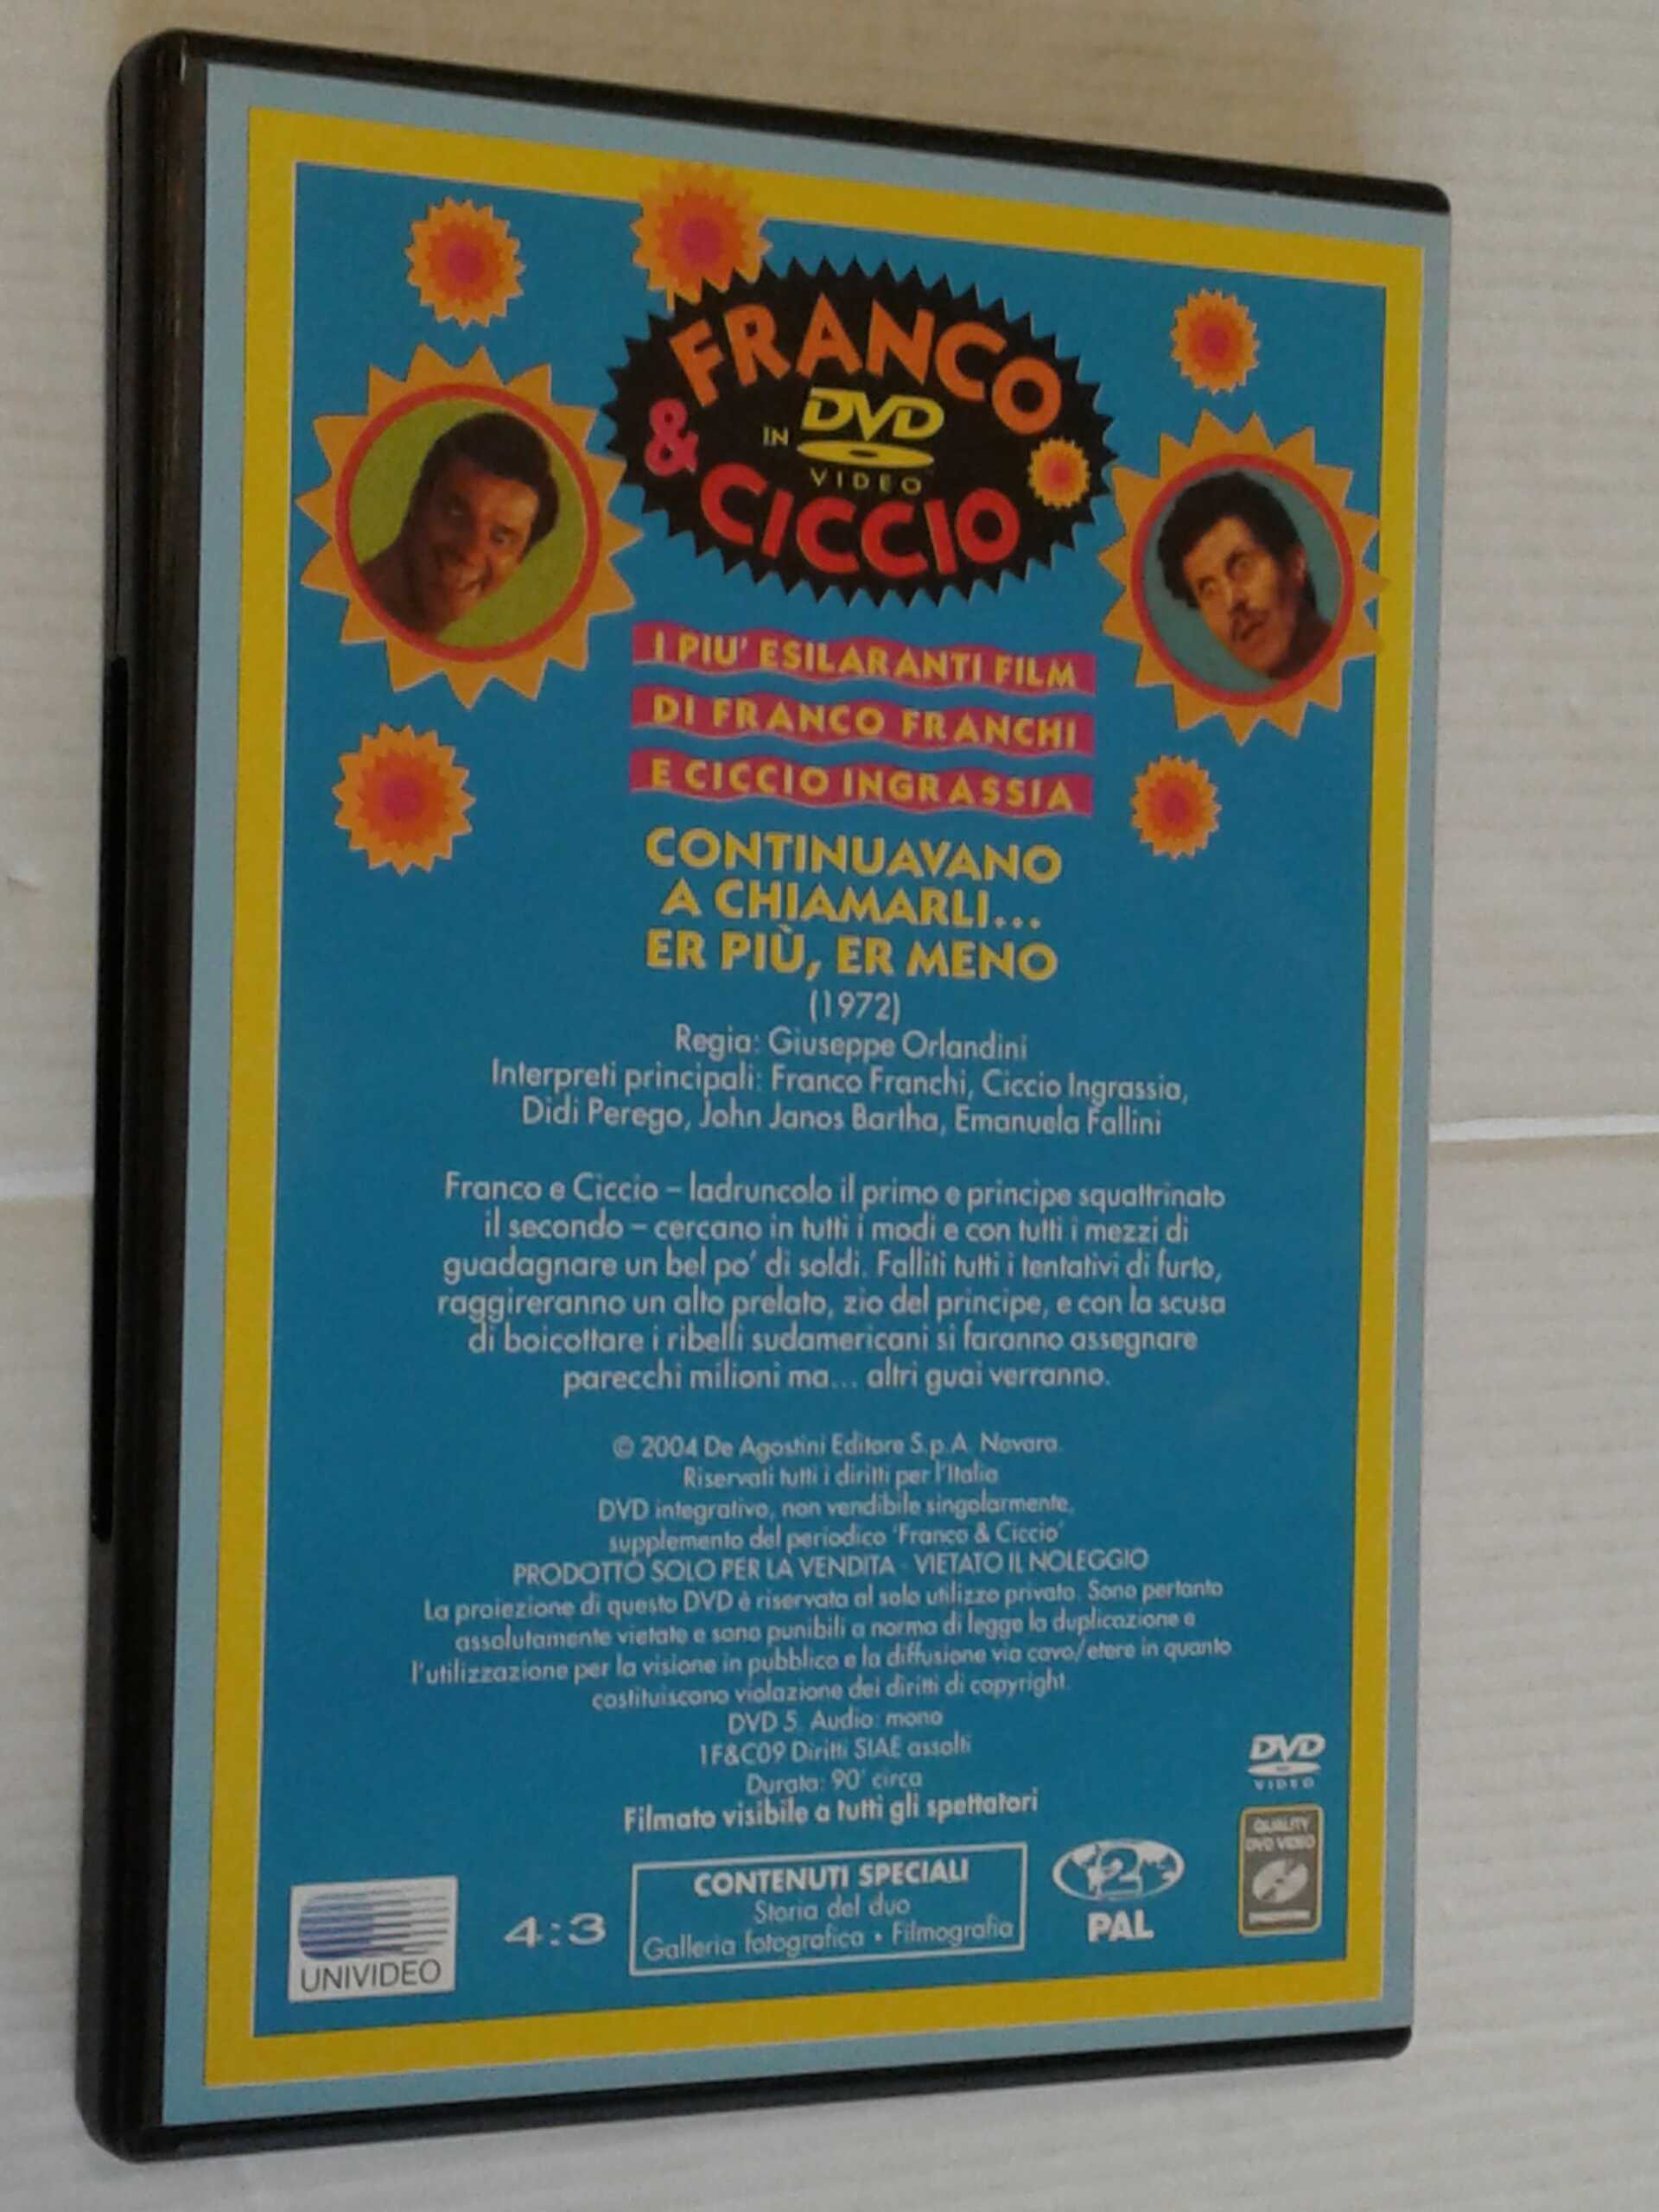 FRANCO
& IN DVD
VIDEO
CICCIO
I PIU' ESILARANTI FILM
DI FRANCO FRANCHI
E CICCIO INGRASSIA
CONTINUAVANO
A CHIAMARLI...
ER PIÙ, ER MENO
(1972)
Regia: Giuseppe Orlandini
Interpreti principali: Franco Franchi, Ciccio Ingrassia,
Didi Perego, John Janos Bartha, Emanuela Fallini
Franco e Ciccio – ladruncolo il primo e principe squattrinato
il secondo – cercano in tutti i modi e con tutti i mezzi di
guadagnare un bel po' di soldi. Falliti tutti i tentativi di furto,
raggireranno un alto prelato, zio del principe, e con la scusa
di boicottare i ribelli sudamericani si faranno assegnare
parecchi milioni ma... altri guai verranno.
© 2004 De Agostini Editore S.p.A. Novara.
Riservati tutti i diritti per l'Italia
DVD integrativo, non vendibile singolarmente,
supplemento del periodico 'Franco & Ciccio'
PRODOTTO SOLO PER LA VENDITA - VIETATO IL NOLEGGIO
La proiezione di questo DVD è riservata al solo utilizzo privato. Sono pertanto
assolutamente vietate e sono punibili a norma di legge la duplicazione e
l'utilizzazione per la visione in pubblico e la diffusione via cavo/etere in quanto
costituiscono violazione dei diritti di copyright.
DVD 5. Audio: mono
1F&C09 Diritti SIAE assolti
Durata: 90' circa
Filmato visibile a tutti gli spettatori
DVD
VIDEO
QUALITY
DVD VIDEO
UNIVIDEO
4:3
CONTENUTI SPECIALI
Storia del duo
Galleria fotografica • Filmografia
2
PAL